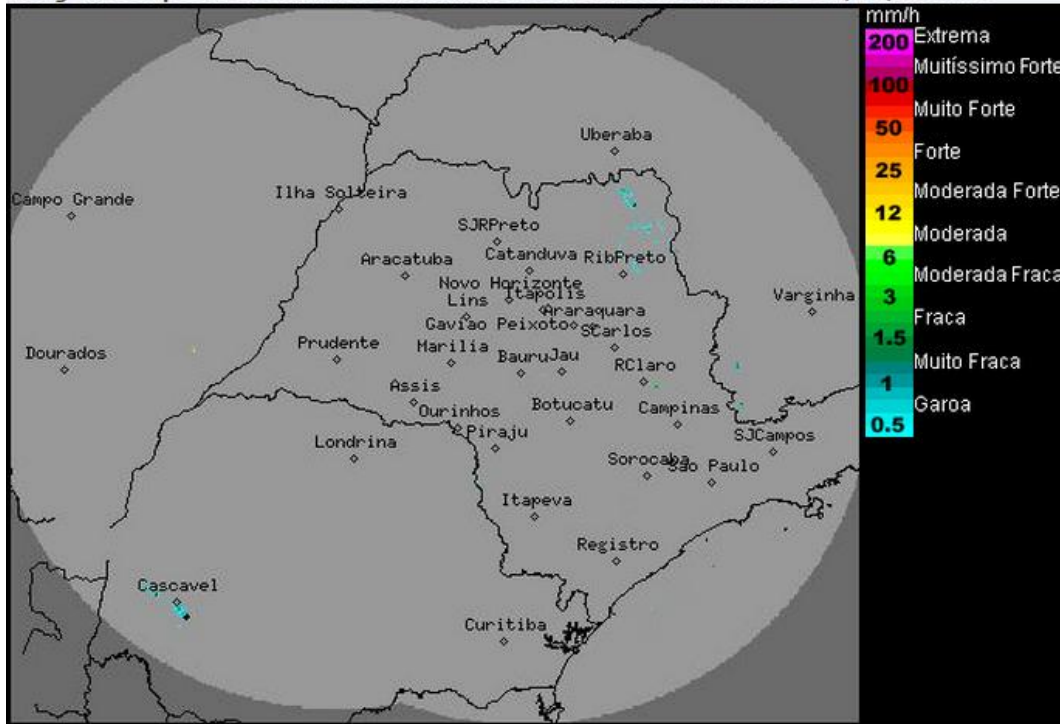 mm/h
200 Extrema
Muitíssimo Forte
100
Muito Forte
50
Forte
25
Moderada Forte
12
Moderada
6
Moderada Fraca
3
Fraca
1.5
Muito Fraca
1
Garoa
0.5
Uberaba
Campo Grande
Ilha Solteira
SJRPreto
Catanduva
RibPreto
Aracatuba
Novo Horizonte
Itapolis
Lins
Araraquara
Varginha
Gaviao Peixoto
SCarlos
Dourados
Prudente
Marilia
Bauru
Jau
RClaro
Assis
Ourinhos
Botucatu
Campinas
Piraju
SJCampos
Londrina
Sorocaba
Sao Paulo
Itapeva
Registro
Cascavel
Curitiba